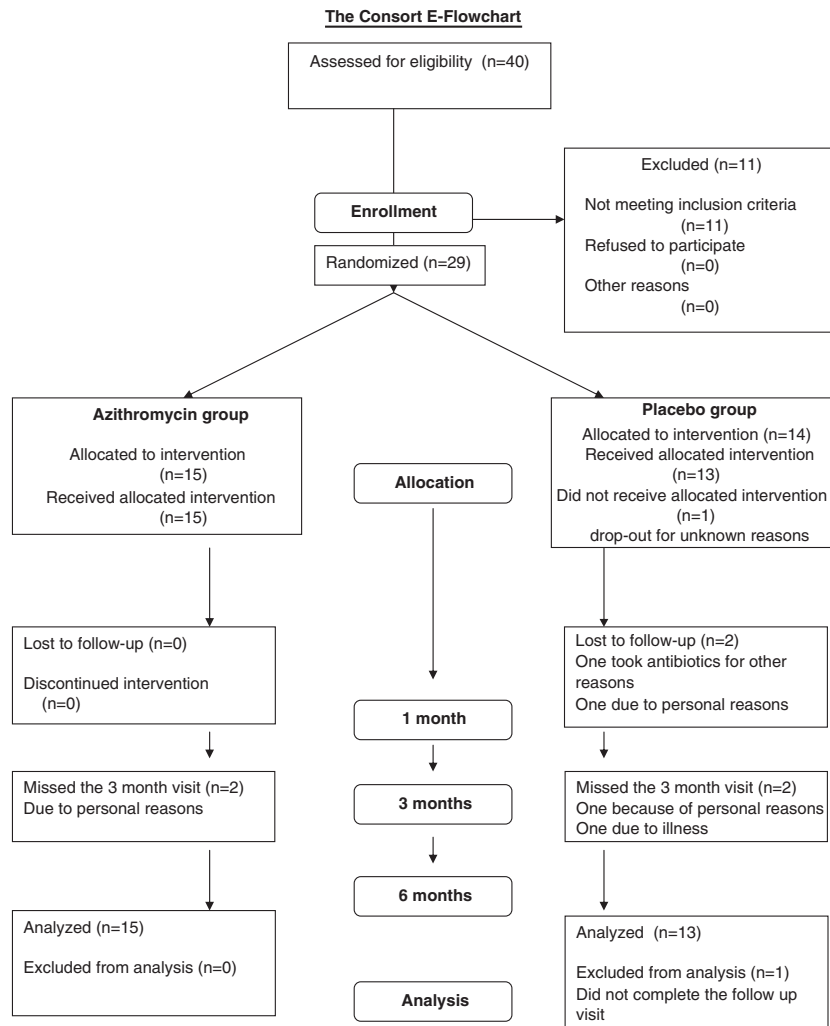 The Consort E-Flowchart
Assessed for eligibility (n=40)
Excluded (n=11)
Not meeting inclusion criteria
(n=11)
Refused to participate
(n=0)
Other reasons
(n=0)
Enrollment
Randomized (n=29)
Azithromycin group
Allocated to intervention
(n=15)
Received allocated intervention
(n=15)
Allocation
Placebo group
Allocated to intervention (n=14)
Received allocated intervention
(n=13)
Did not receive allocated intervention
(n=1)
drop-out for unknown reasons
Lost to follow-up (n=0)
Discontinued intervention
(n=0)
1 month
Lost to follow-up (n=2)
One took antibiotics for other
reasons
One due to personal reasons
Missed the 3 month visit (n=2)
Due to personal reasons
3 months
Missed the 3 month visit (n=2)
One because of personal reasons
One due to illness
6 months
Analyzed (n=15)
Excluded from analysis (n=0)
Analysis
Analyzed (n=13)
Excluded from analysis (n=1)
Did not complete the follow up
visit